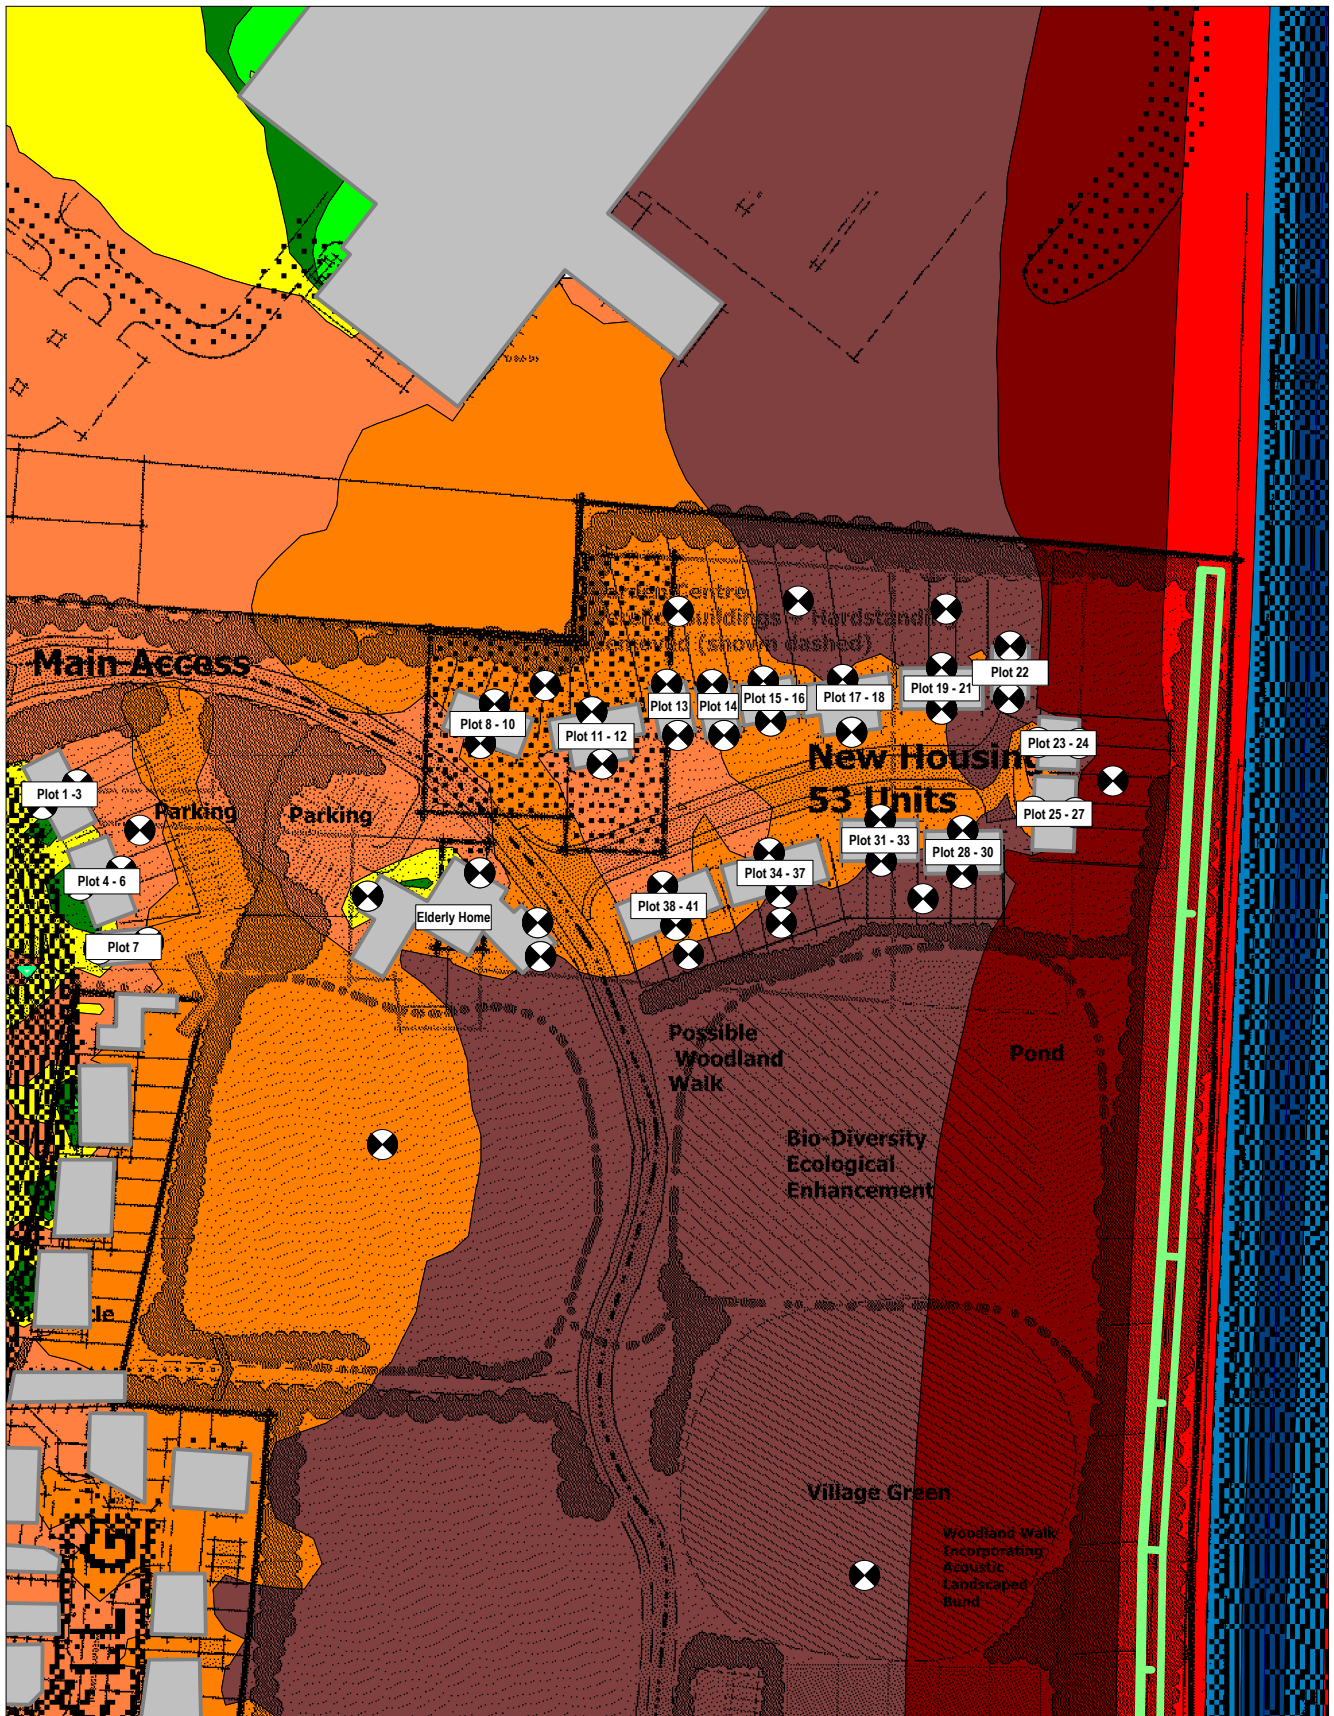 Main Access
Plot 22
Plot 19 - 21
Plot 15 - 16
Plot 17 - 18
Plot 13
Plot 14
Plot 8 - 10
Plot 11 - 12
Plot 23 - 24
New Housing
53 Units
Plot 1 -3
Parking
Parking
Plot 25 - 27
Plot 31 - 33
Plot 28 - 30
Plot 34 - 37
Plot 4 - 6
Plot 38 - 41
Elderly Home
Plot 7
Possible
Woodland
Walk
Pond
Bio-Diversity
Ecological
Enhancement
Village Green
Woodland Walk
Incorporating
Acoustic
Landscaped
Bund
(shown dashed)